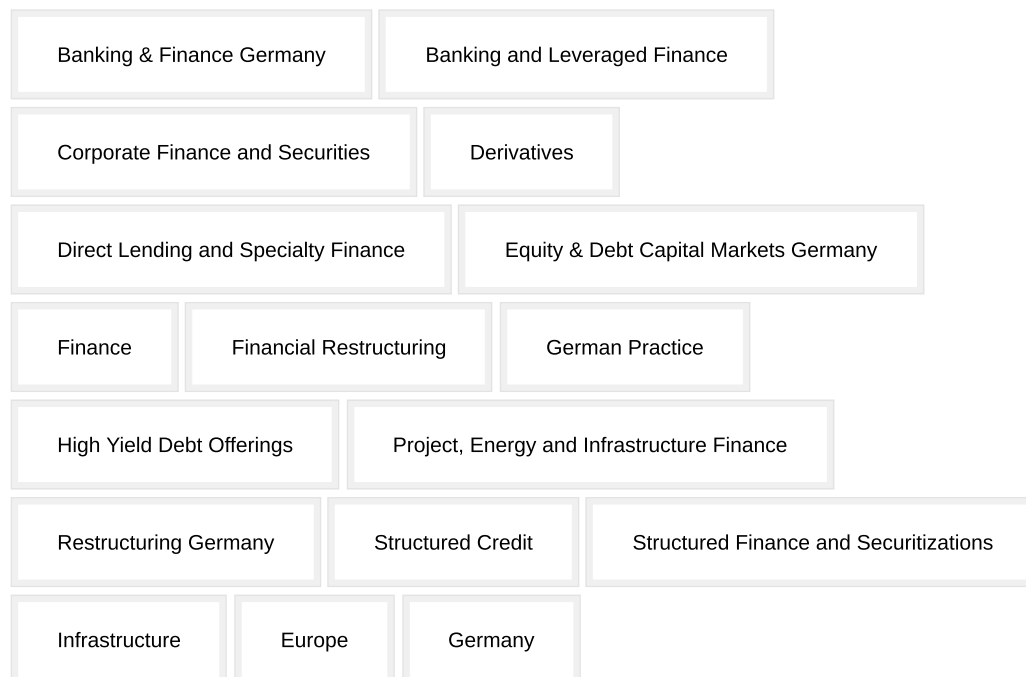 Banking & Finance Germany Banking and Leveraged Finance
Corporate Finance and Securities Derivatives
Direct Lending and Specialty Finance Equity & Debt Capital Markets Germany
Finance Financial Restructuring German Practice
High Yield Debt Offerings Project, Energy and Infrastructure Finance
Restructuring Germany Structured Credit Structured Finance and Securitizations
Infrastructure Europe Germany